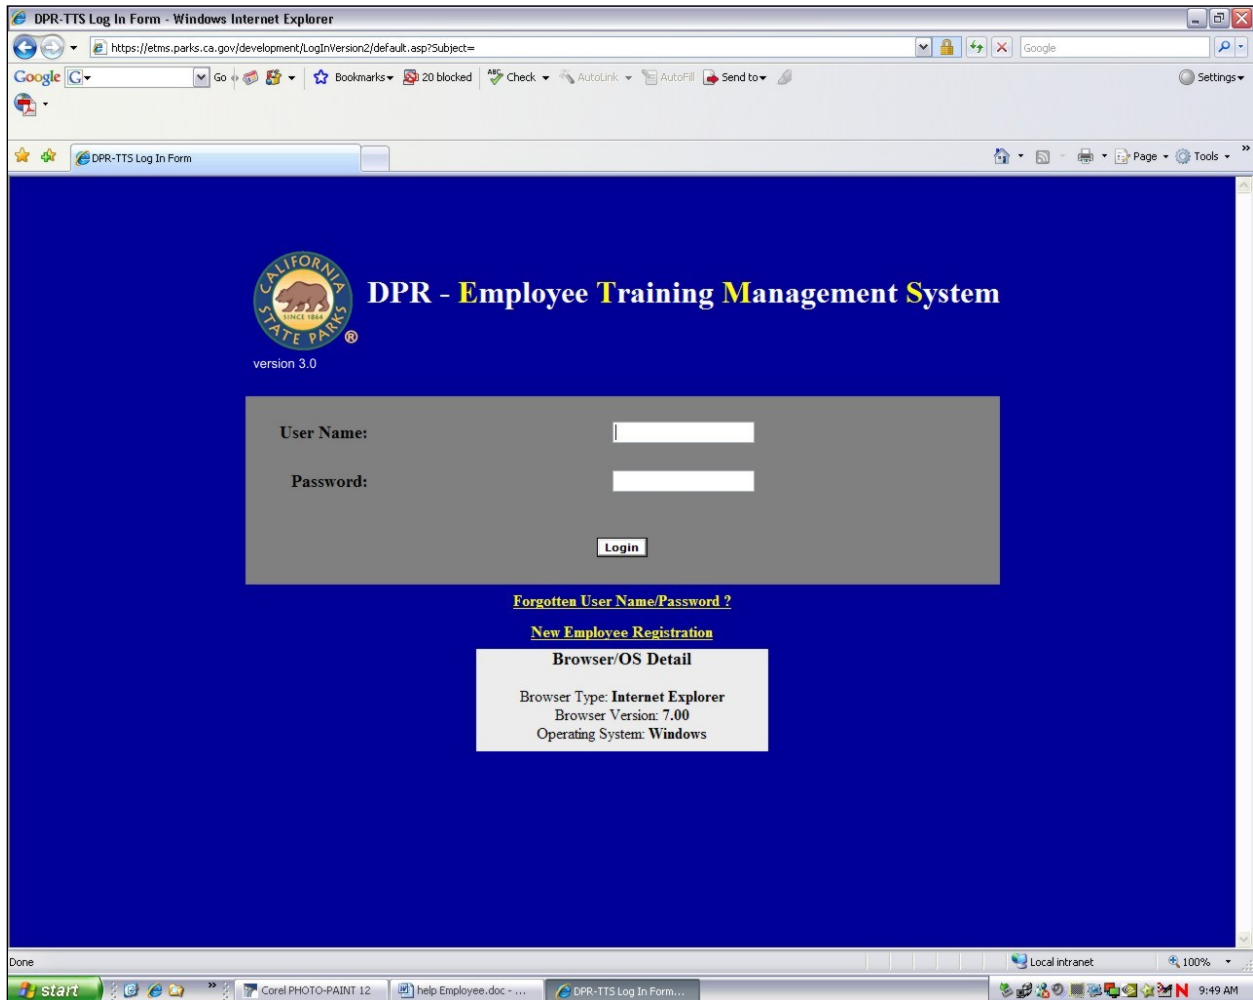 DPR-TTS Log In Form - Windows Internet Explorer
https://etms.parks.ca.gov/development/LogInVersion2/default.asp?Subject=
Google
Google G Go Bookmarks 20 blocked ABC Check AutoLink AutoFill Send to Settings
DPR-TTS Log In Form Page Tools »
CALIFORNIA STATE PARKS
SINCE 1864
®
DPR - Employee Training Management System
version 3.0
User Name:
Password:
Login
Forgotten User Name/Password ?
New Employee Registration
Browser/OS Detail
Browser Type: Internet Explorer
Browser Version: 7.00
Operating System: Windows
Done Local intranet 100%
start » Corel PHOTO-PAINT 12 help Employee.doc - ... DPR-TTS Log In Form... N 9:49 AM